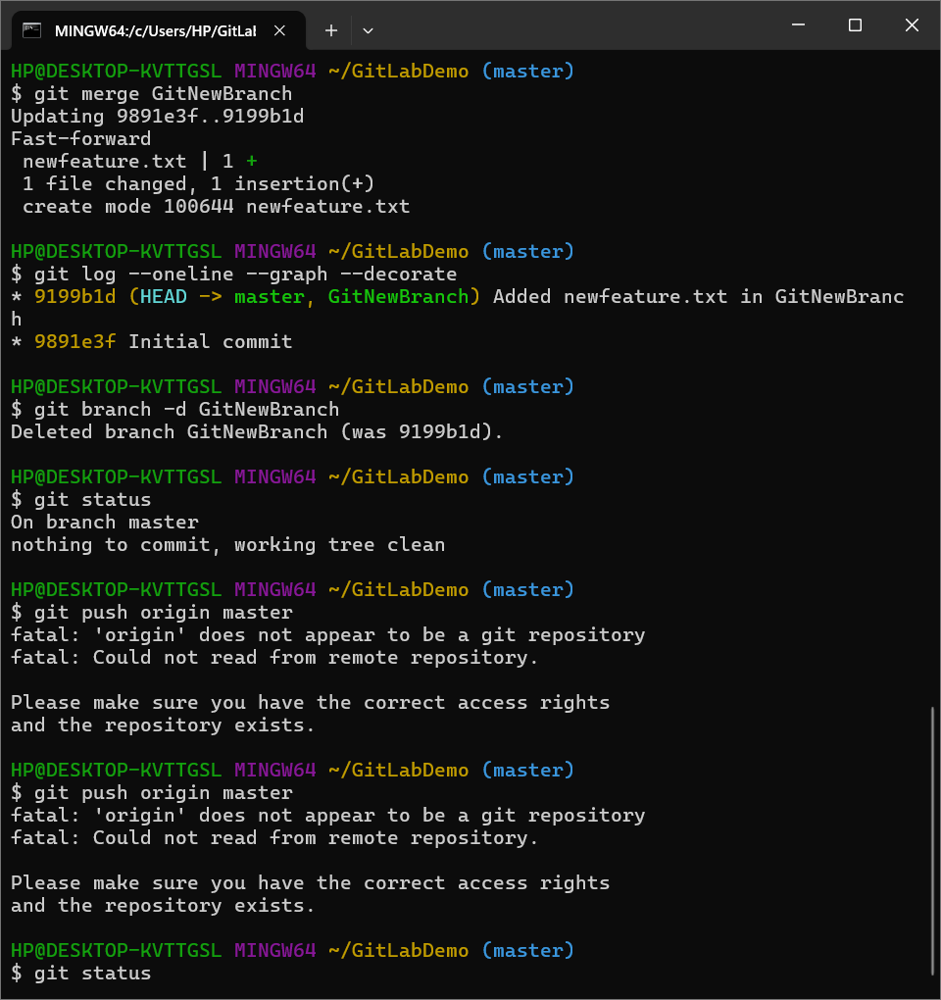 MINGW64:/c/Users/HP/GitLab
HP@DESKTOP-KVTTGSL MINGW64 ~/GitLabDemo (master)
$ git merge GitNewBranch
Updating 9891e3f..9199b1d
Fast-forward
 newfeature.txt | 1 +
 1 file changed, 1 insertion(+)
 create mode 100644 newfeature.txt
HP@DESKTOP-KVTTGSL MINGW64 ~/GitLabDemo (master)
$ git log --oneline --graph --decorate
* 9199b1d (HEAD -> master, GitNewBranch) Added newfeature.txt in GitNewBranc
h
* 9891e3f Initial commit
HP@DESKTOP-KVTTGSL MINGW64 ~/GitLabDemo (master)
$ git branch -d GitNewBranch
Deleted branch GitNewBranch (was 9199b1d).
HP@DESKTOP-KVTTGSL MINGW64 ~/GitLabDemo (master)
$ git status
On branch master
nothing to commit, working tree clean
HP@DESKTOP-KVTTGSL MINGW64 ~/GitLabDemo (master)
$ git push origin master
fatal: 'origin' does not appear to be a git repository
fatal: Could not read from remote repository.
Please make sure you have the correct access rights
and the repository exists.
HP@DESKTOP-KVTTGSL MINGW64 ~/GitLabDemo (master)
$ git push origin master
fatal: 'origin' does not appear to be a git repository
fatal: Could not read from remote repository.
Please make sure you have the correct access rights
and the repository exists.
HP@DESKTOP-KVTTGSL MINGW64 ~/GitLabDemo (master)
$ git status